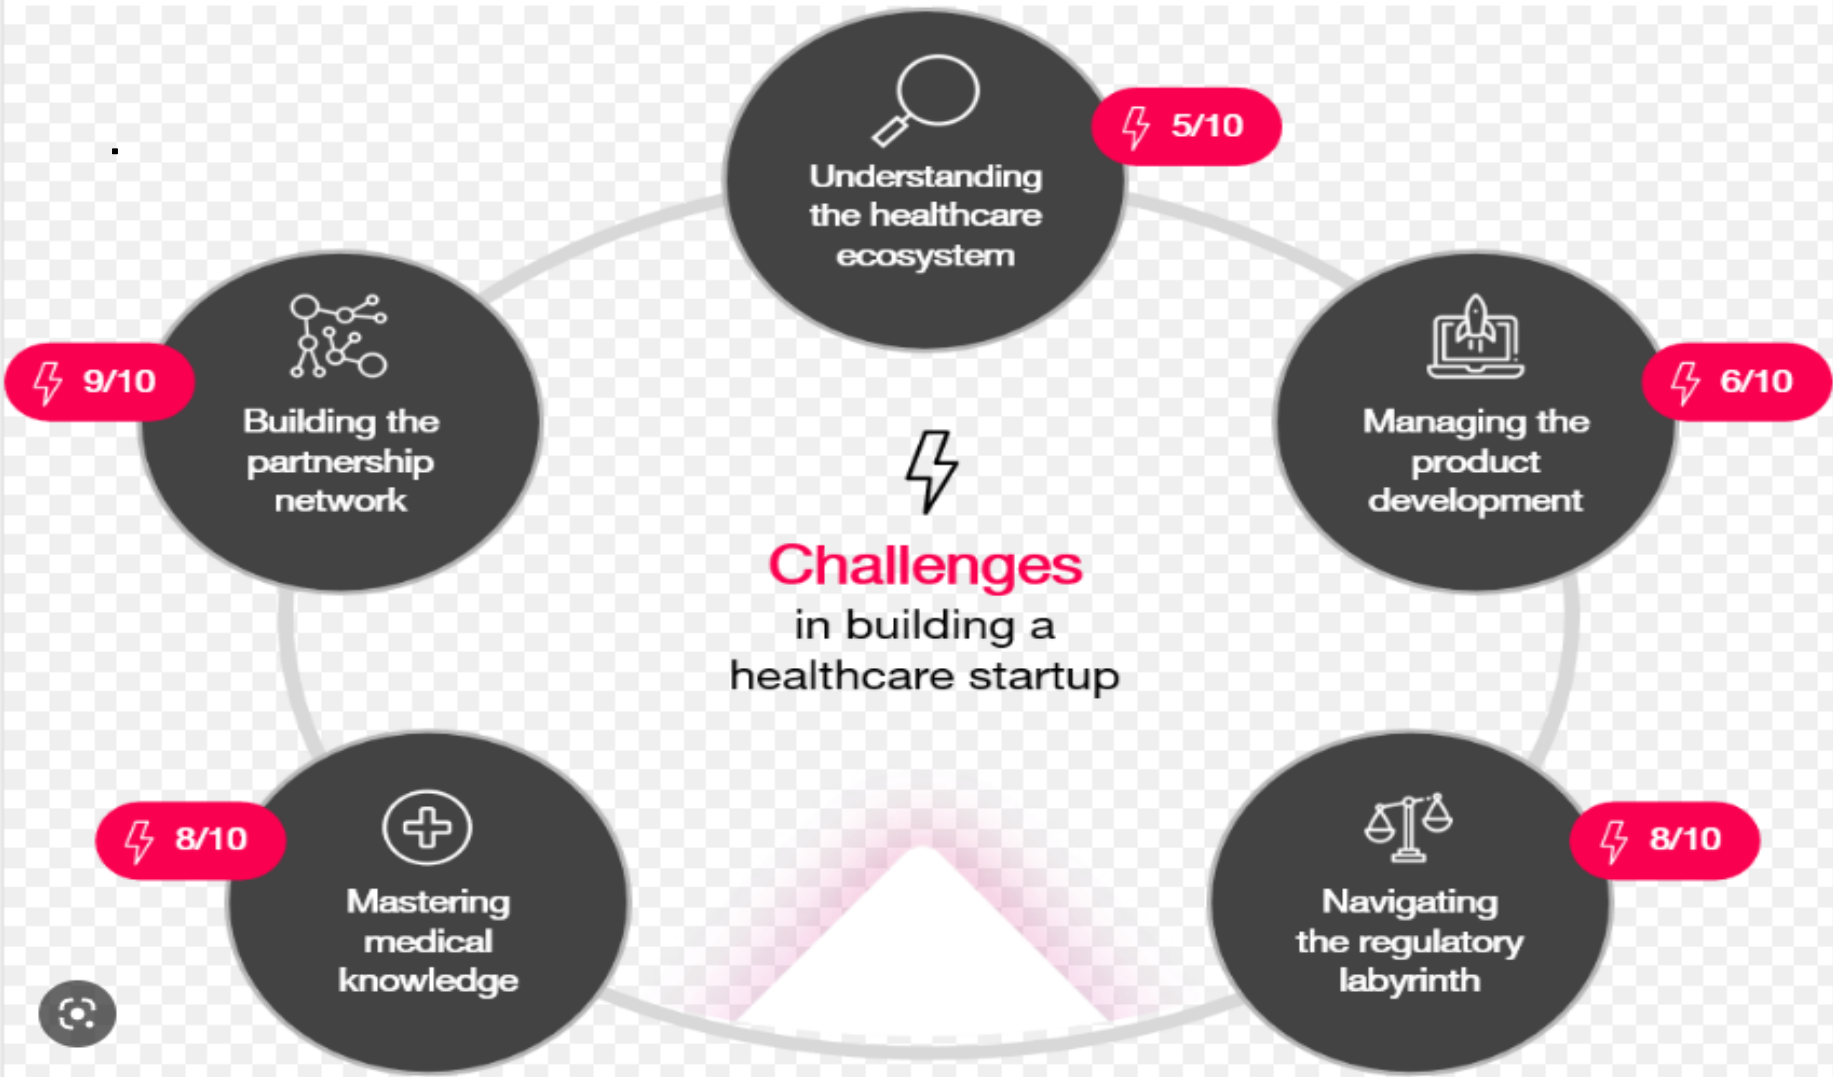 Understanding
the healthcare
ecosystem
5/10
Building the
partnership
network
9/10
Managing the
product
development
6/10
Challenges
in building a
healthcare startup
Mastering
medical
knowledge
8/10
Navigating
the regulatory
labyrinth
8/10